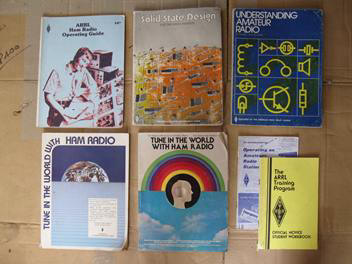 ARRL
Ham Radio
Operating Guide
Solid State Design
UNDERSTANDING
AMATEUR
RADIO
TUNE IN THE WORLD WITH
HAM RADIO
TUNE IN THE WORLD
WITH HAM RADIO
Operating an
Amateur
Radio
Station
The
ARRL
Training
Program
OFFICIAL NOVICE
STUDENT WORKBOOK